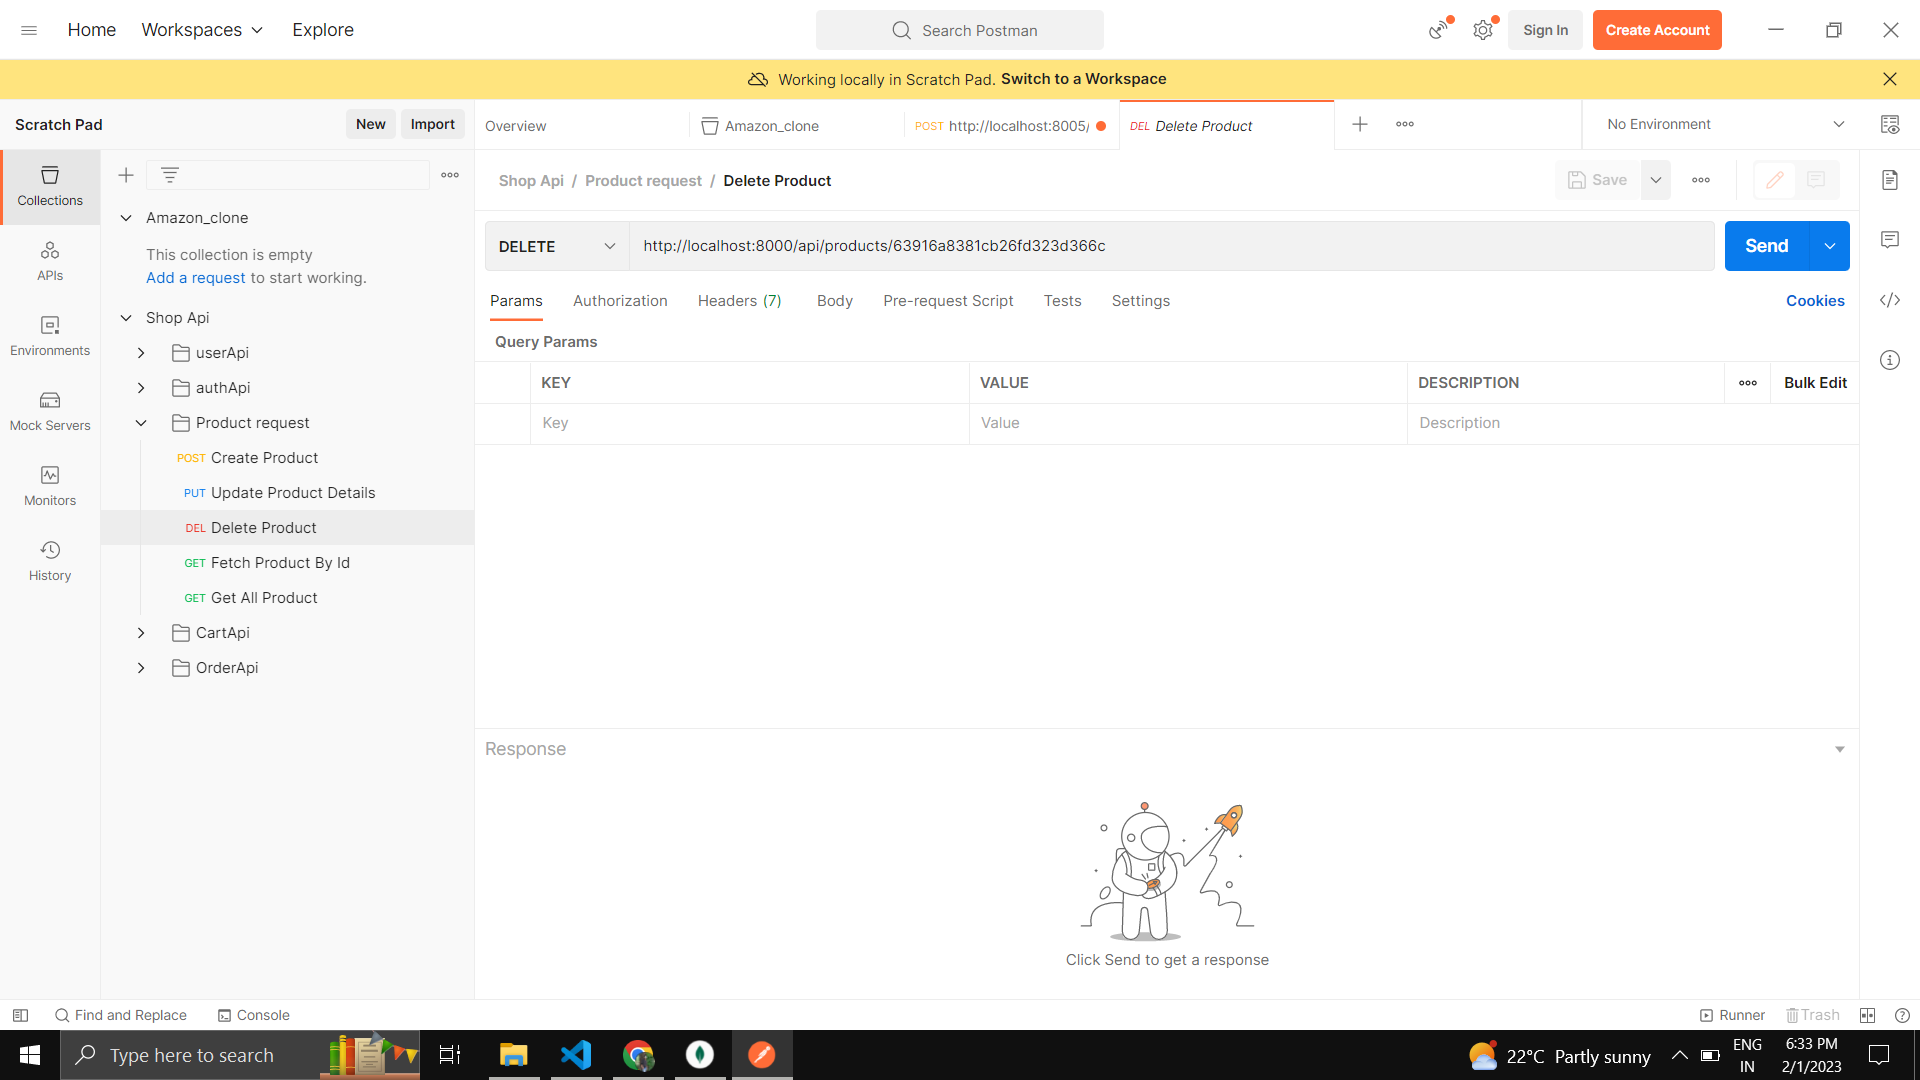 Home
Workspaces
Explore
Search Postman
Sign In
Create Account
Working locally in Scratch Pad. Switch to a Workspace
Scratch Pad
New
Import
Overview
Amazon_clone
POST http://localhost:8005/
DEL Delete Product
No Environment
Collections
APIs
Environments
Mock Servers
Monitors
History
Amazon_clone
This collection is empty
Add a request to start working.
Shop Api
userApi
authApi
Product request
POST Create Product
PUT Update Product Details
DEL Delete Product
GET Fetch Product By Id
GET Get All Product
CartApi
OrderApi
Shop Api / Product request / Delete Product
Save
DELETE
http://localhost:8000/api/products/63916a8381cb26fd323d366c
Send
Params
Authorization
Headers (7)
Body
Pre-request Script
Tests
Settings
Cookies
Query Params
KEY
VALUE
DESCRIPTION
Bulk Edit
Key
Value
Description
Response
Click Send to get a response
Find and Replace
Console
Runner
Trash
Type here to search
22°C Partly sunny
ENG
IN
6:33 PM
2/1/2023